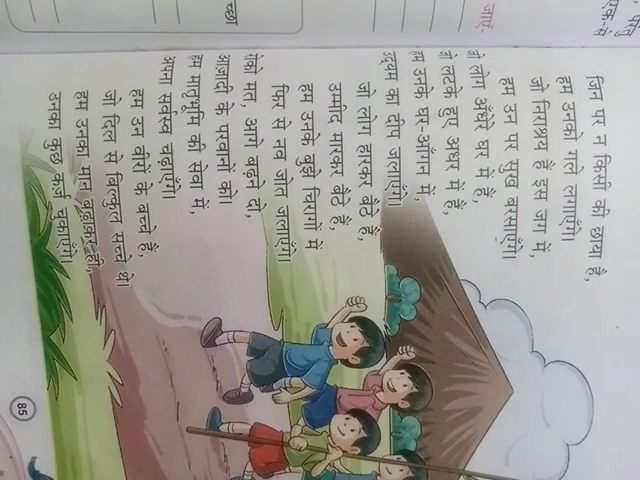 जिन पर न किसी की छाया है,
हम उनको गले लगाएँगे।
जो निराश्रय हैं इस जग में,
हम उन पर सुख बरसाएँगे।
जो लोग अँधेरे घर में हैं,
जो लटके हुए अधर में हैं,
हम उनके घर-आँगन में,
उद्यम का दीप जलाएँगे।
जो लोग हारकर बैठे हैं,
उम्मीद मारकर बैठे हैं,
हम उनके बुझे चिरागों में
फिर से नव जोत जलाएँगे।
रोको मत, आगे बढ़ने दो,
आज़ादी के परवानों को।
हम मातृभूमि की सेवा में,
अपना सर्वस्व चढ़ाएँगे।
हम उन वीरों के बच्चे हैं,
जो दिल से बिल्कुल सच्चे थे।
हम उनका मान बढ़ाकर ही,
उनका कुछ कर्ज़ चुकाएँगे।
85
जाएँ-